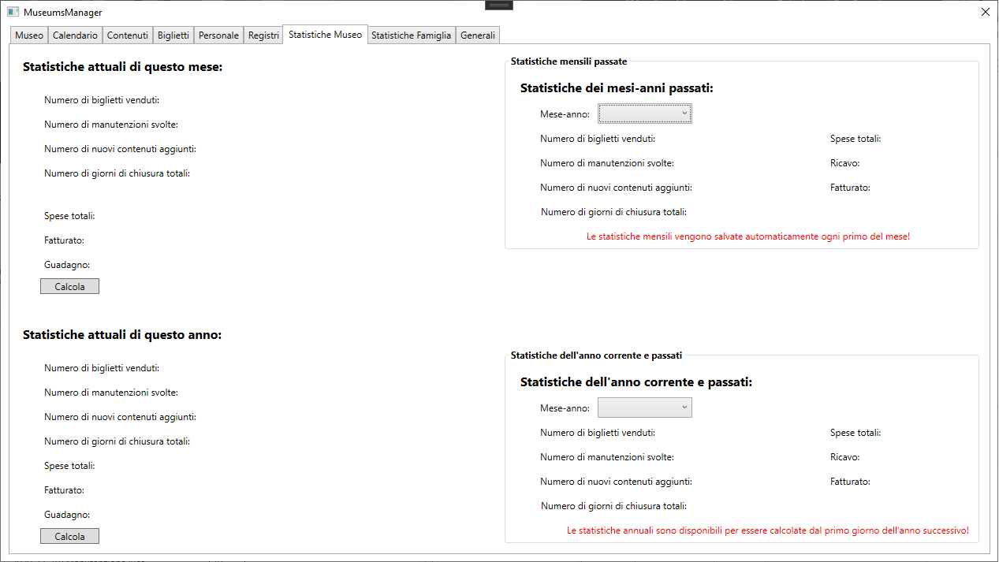 MuseumsManager
Museo Calendario Contenuti Biglietti Personale Registri Statistiche Museo Statistiche Famiglia Generali
Statistiche attuali di questo mese:
Numero di biglietti venduti:
Numero di manutenzioni svolte:
Numero di nuovi contenuti aggiunti:
Numero di giorni di chiusura totali:
Spese totali:
Fatturato:
Guadagno:
Calcola
Statistiche attuali di questo anno:
Numero di biglietti venduti:
Numero di manutenzioni svolte:
Numero di nuovi contenuti aggiunti:
Numero di giorni di chiusura totali:
Spese totali:
Fatturato:
Guadagno:
Calcola
Statistiche mensili passate
Statistiche dei mesi-anni passati:
Mese-anno:
Numero di biglietti venduti: Spese totali:
Numero di manutenzioni svolte: Ricavo:
Numero di nuovi contenuti aggiunti: Fatturato:
Numero di giorni di chiusura totali:
Le statistiche mensili vengono salvate automaticamente ogni primo del mese!
Statistiche dell'anno corrente e passati
Statistiche dell'anno corrente e passati:
Mese-anno:
Numero di biglietti venduti: Spese totali:
Numero di manutenzioni svolte: Ricavo:
Numero di nuovi contenuti aggiunti: Fatturato:
Numero di giorni di chiusura totali:
Le statistiche annuali sono disponibili per essere calcolate dal primo giorno dell'anno successivo!